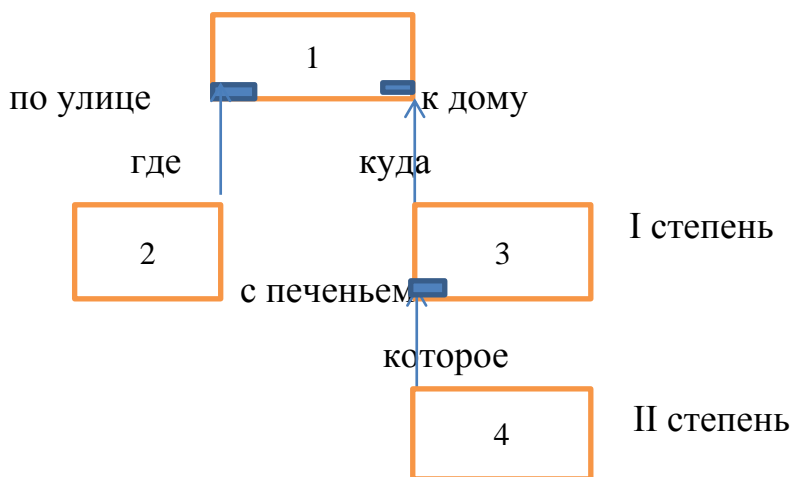 1
по улице к дому
где куда
I степень
2 3
с печеньем
которое
4 II степень